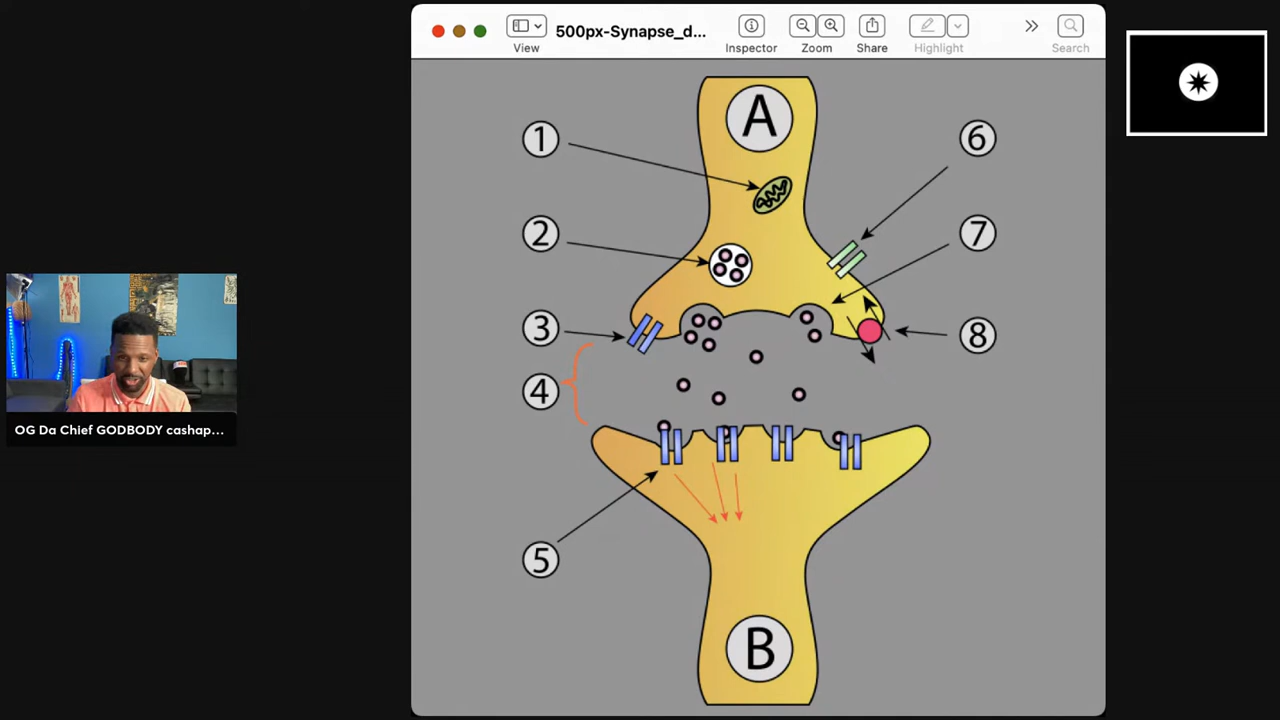 500px-Synapse_d...
View
Inspector
Zoom
Share
Highlight
Search
A
1
6
2
7
3
8
4
5
B
OG Da Chief GODBODY cashap...